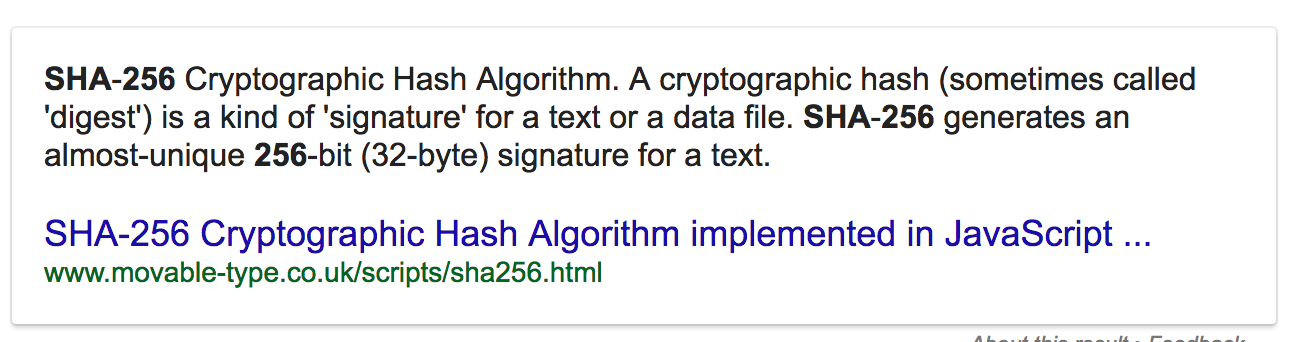 SHA-256 Cryptographic Hash Algorithm. A cryptographic hash (sometimes called
'digest') is a kind of 'signature' for a text or a data file. SHA-256 generates an
almost-unique 256-bit (32-byte) signature for a text.
SHA-256 Cryptographic Hash Algorithm implemented in JavaScript ...
www.movable-type.co.uk/scripts/sha256.html
About this result • Feedback